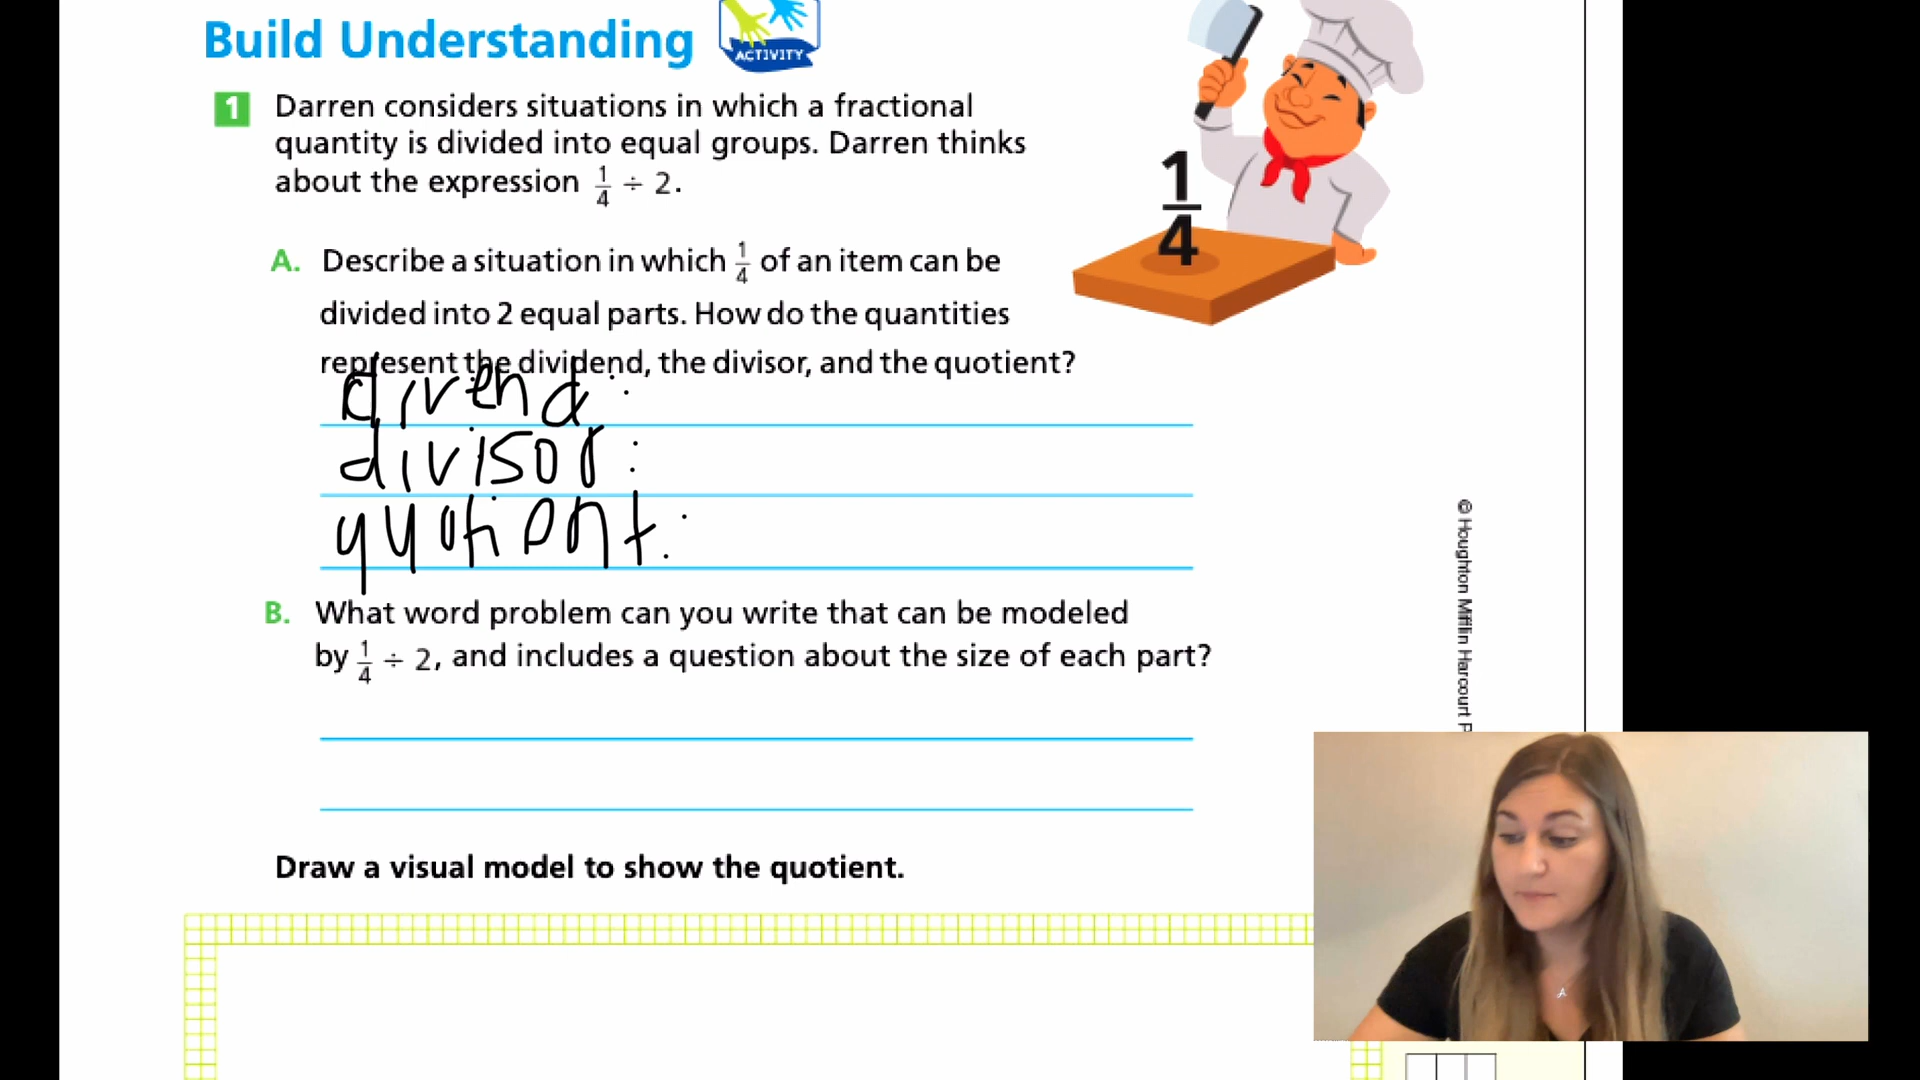 Build Understanding
ACTIVITY
1 Darren considers situations in which a fractional
quantity is divided into equal groups. Darren thinks
about the expression 1/4 ÷ 2.
1/4
A. Describe a situation in which 1/4 of an item can be
divided into 2 equal parts. How do the quantities
represent the dividend, the divisor, and the quotient?
divend:
divisor:
quotient:
B. What word problem can you write that can be modeled
by 1/4 ÷ 2, and includes a question about the size of each part?
Draw a visual model to show the quotient.
© Houghton Mifflin Harcourt
A